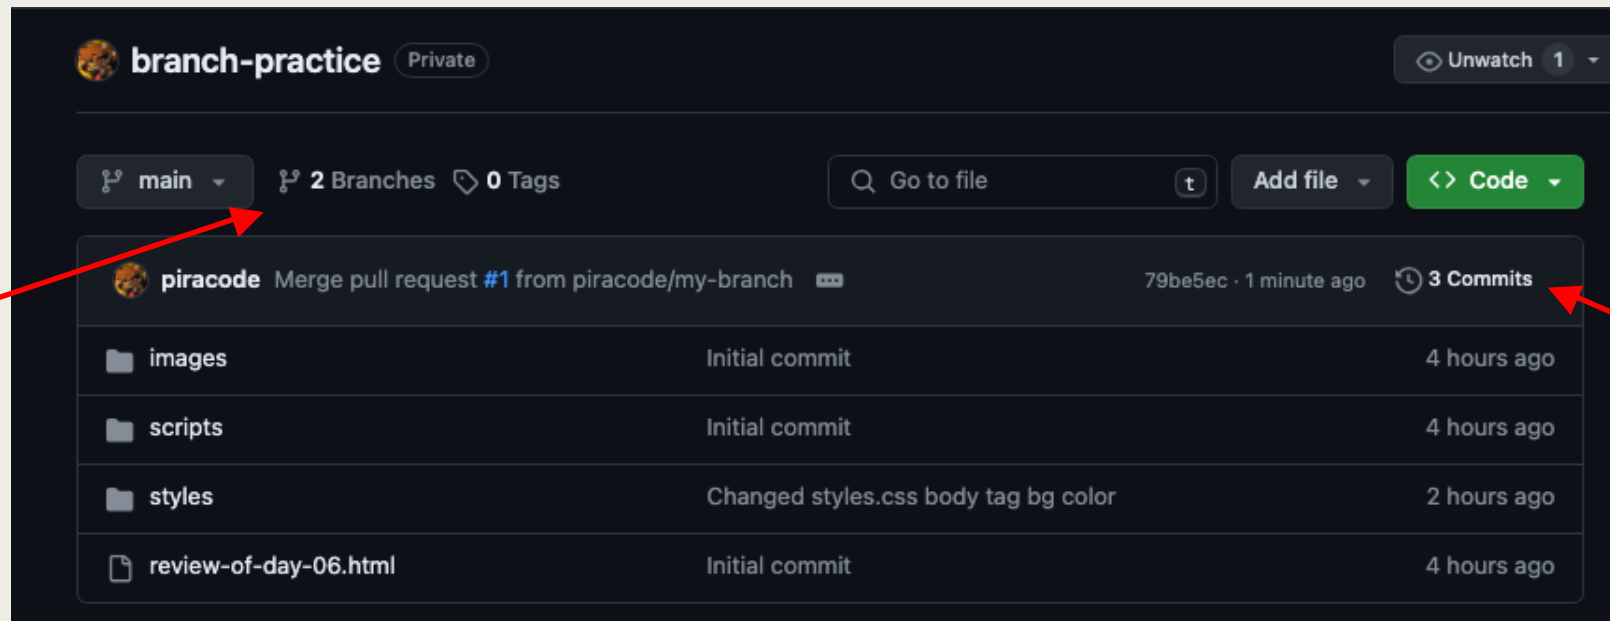 branch-practice Private Unwatch 1
main 2 Branches 0 Tags Go to file t Add file <> Code
piracode Merge pull request #1 from piracode/my-branch 79be5ec · 1 minute ago 3 Commits
images Initial commit 4 hours ago
scripts Initial commit 4 hours ago
styles Changed styles.css body tag bg color 2 hours ago
review-of-day-06.html Initial commit 4 hours ago